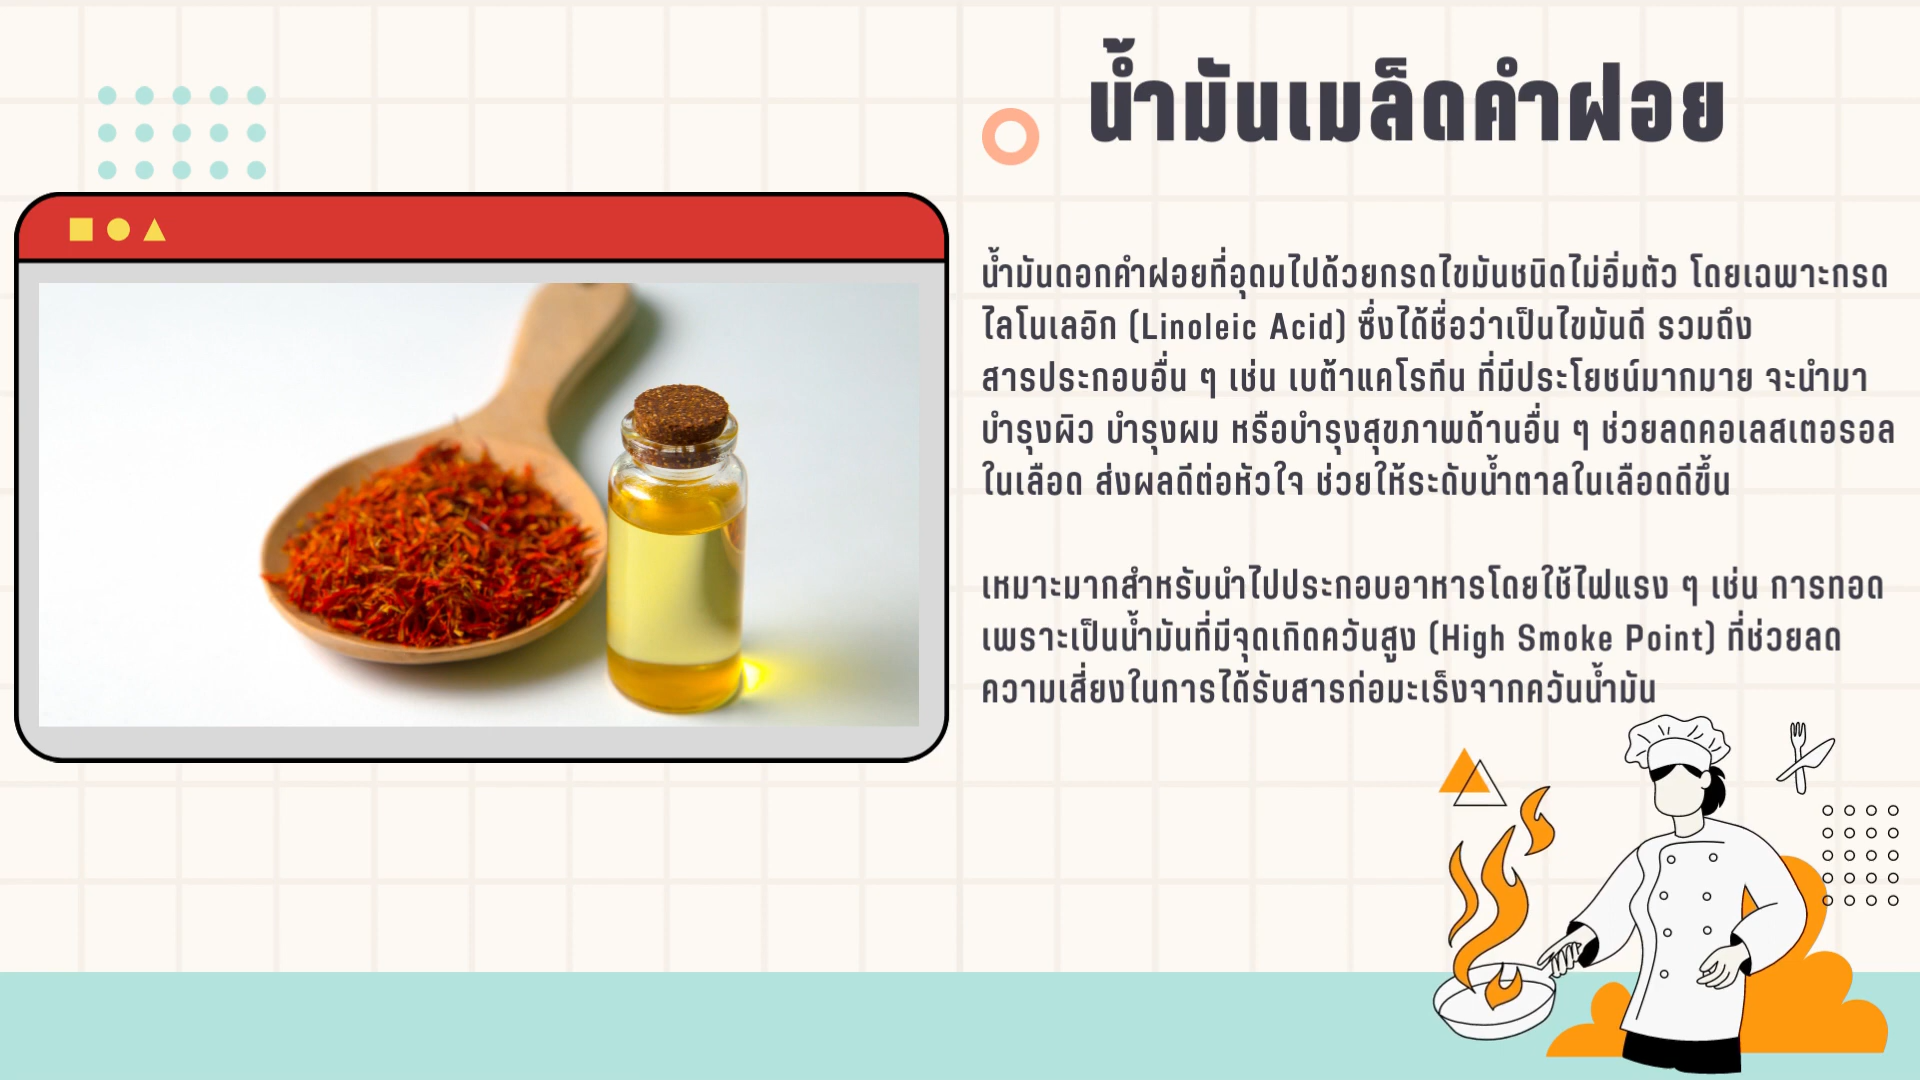 น้ำมันเมล็ดคำฝอย
น้ำมันดอกคำฝอยที่อุดมไปด้วยกรดไขมันชนิดไม่อิ่มตัว โดยเฉพาะกรด
ไลโนเลอิก (Linoleic Acid) ซึ่งได้ชื่อว่าเป็นไขมันดี รวมถึง
สารประกอบอื่น ๆ เช่น เบต้าแคโรทีน ที่มีประโยชน์มากมาย จะนำมา
บำรุงผิว บำรุงผม หรือบำรุงสุขภาพด้านอื่น ๆ ช่วยลดคอเลสเตอรอล
ในเลือด ส่งผลดีต่อหัวใจ ช่วยให้ระดับน้ำตาลในเลือดดีขึ้น
เหมาะมากสำหรับนำไปประกอบอาหารโดยใช้ไฟแรง ๆ เช่น การทอด
เพราะเป็นน้ำมันที่มีจุดเกิดควันสูง (High Smoke Point) ที่ช่วยลด
ความเสี่ยงในการได้รับสารก่อมะเร็งจากควันน้ำมัน